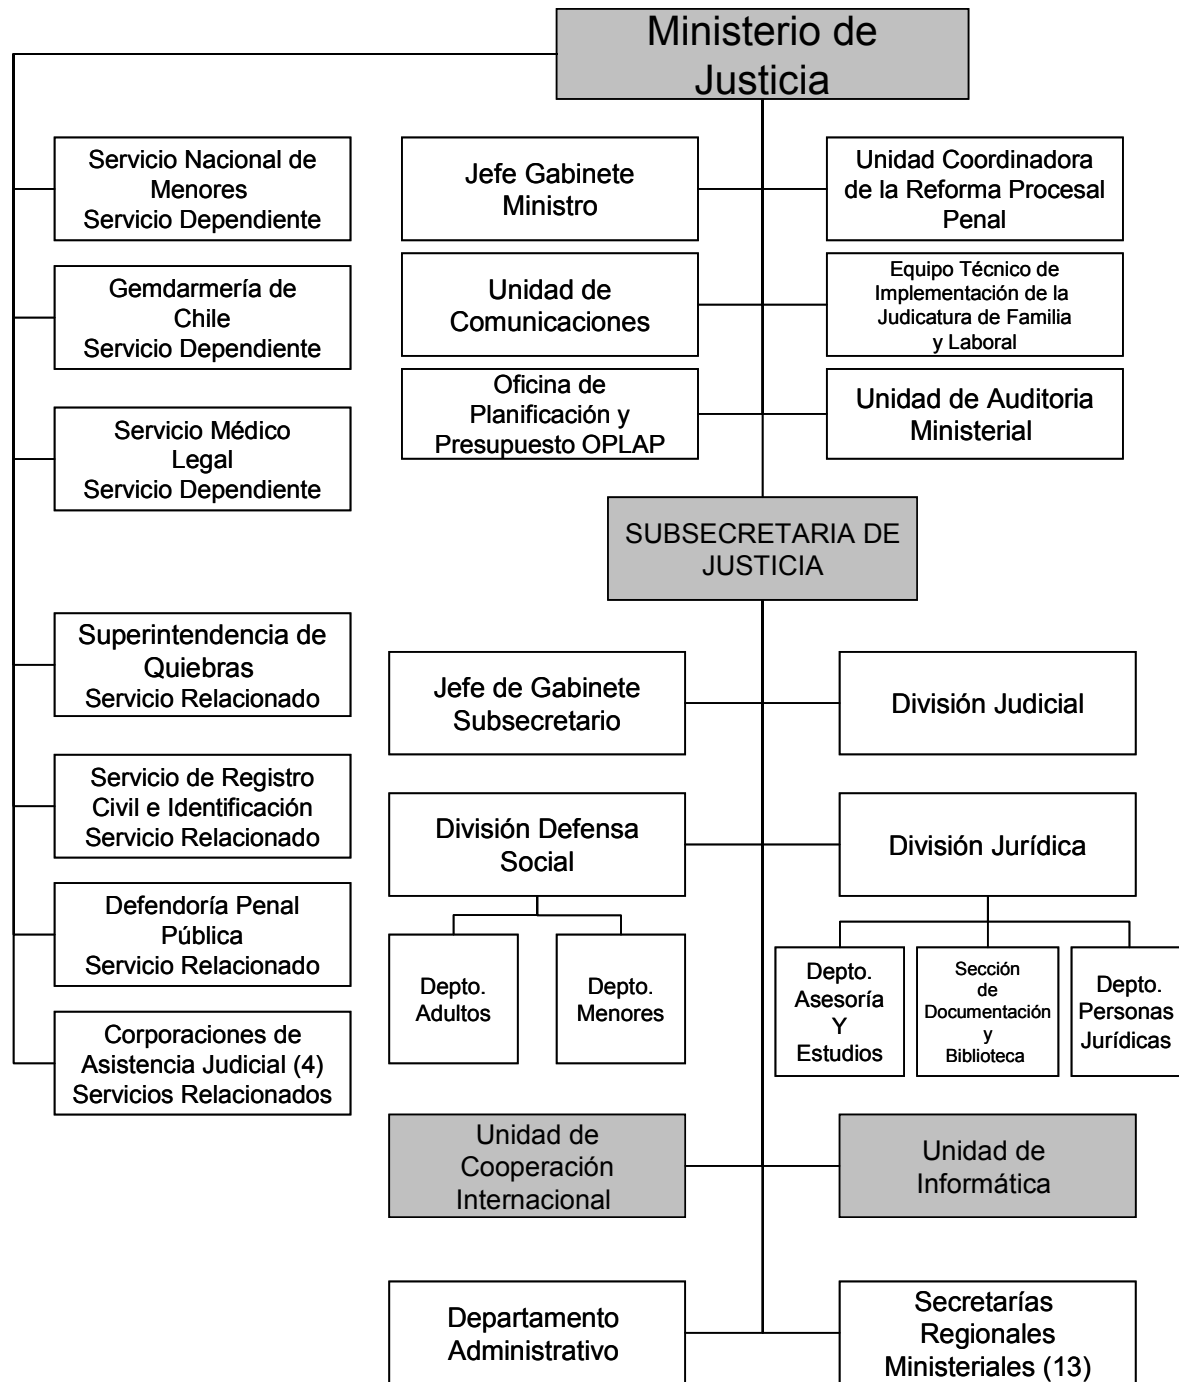 Ministerio de
Justicia
Servicio Nacional de
Menores
Servicio Dependiente
Gemdarmería de
Chile
Servicio Dependiente
Servicio Médico
Legal
Servicio Dependiente
Superintendencia de
Quiebras
Servicio Relacionado
Servicio de Registro
Civil e Identificación
Servicio Relacionado
Defendoría Penal
Pública
Servicio Relacionado
Corporaciones de
Asistencia Judicial (4)
Servicios Relacionados
Jefe Gabinete
Ministro
Unidad Coordinadora
de la Reforma Procesal
Penal
Unidad de
Comunicaciones
Equipo Técnico de
Implementación de la
Judicatura de Familia
y Laboral
Oficina de
Planificación y
Presupuesto OPLAP
Unidad de Auditoria
Ministerial
SUBSECRETARIA DE
JUSTICIA
Jefe de Gabinete
Subsecretario
División Judicial
División Defensa
Social
División Jurídica
Depto.
Adultos
Depto.
Menores
Depto.
Asesoría
Y
Estudios
Sección
de
Documentación
y
Biblioteca
Depto.
Personas
Jurídicas
Unidad de
Cooperación
Internacional
Unidad de
Informática
Departamento
Administrativo
Secretarías
Regionales
Ministeriales (13)